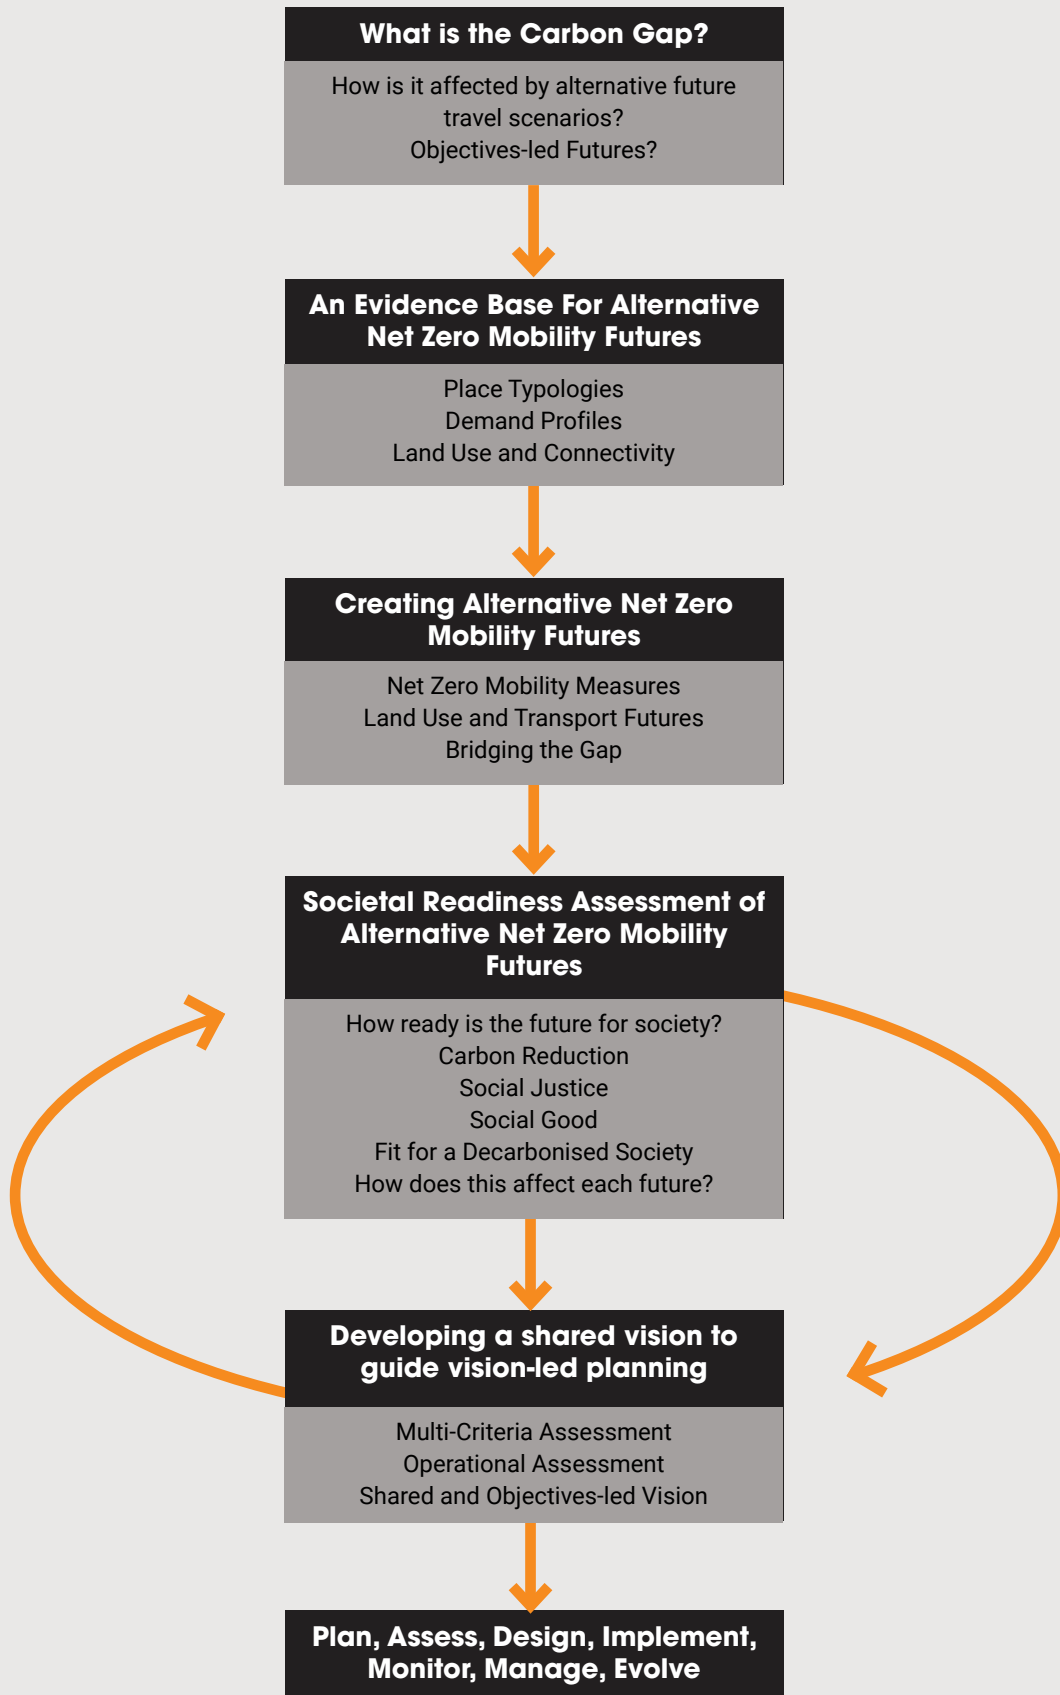 What is the Carbon Gap?
How is it affected by alternative future
travel scenarios?
Objectives-led Futures?
An Evidence Base For Alternative
Net Zero Mobility Futures
Place Typologies
Demand Profiles
Land Use and Connectivity
Creating Alternative Net Zero
Mobility Futures
Net Zero Mobility Measures
Land Use and Transport Futures
Bridging the Gap
Societal Readiness Assessment of
Alternative Net Zero Mobility
Futures
How ready is the future for society?
Carbon Reduction
Social Justice
Social Good
Fit for a Decarbonised Society
How does this affect each future?
Developing a shared vision to
guide vision-led planning
Multi-Criteria Assessment
Operational Assessment
Shared and Objectives-led Vision
Plan, Assess, Design, Implement,
Monitor, Manage, Evolve